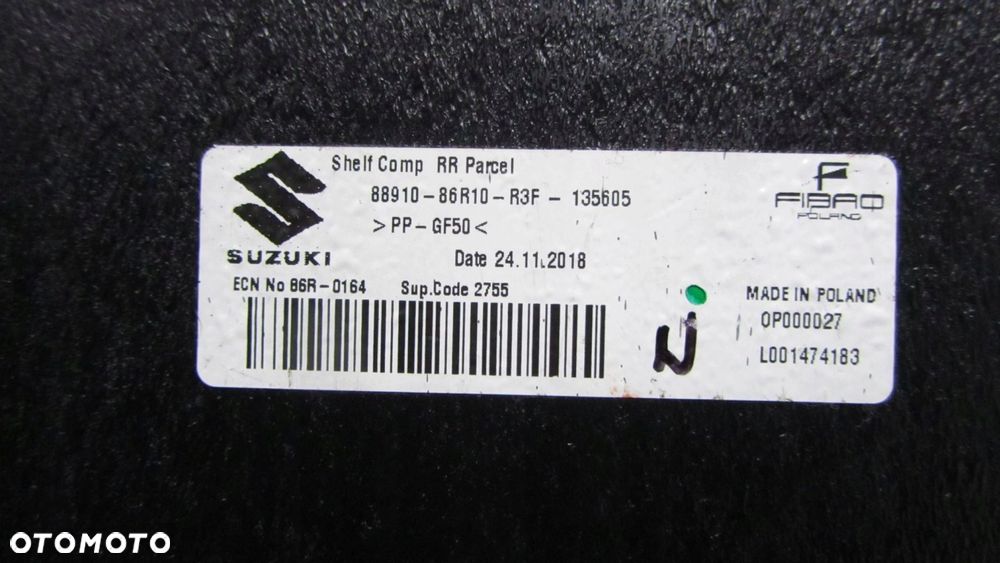 Shelf Comp RR Parcel
88910-86R10-R3F-135605
>PP-GF50<
SUZUKI
Date 24.11.2018
FIBAQ
POLAND
ECN No 86R-0164 Sup.Code 2755
MADE IN POLAND
0P000027
L001474183
OTOMOTO